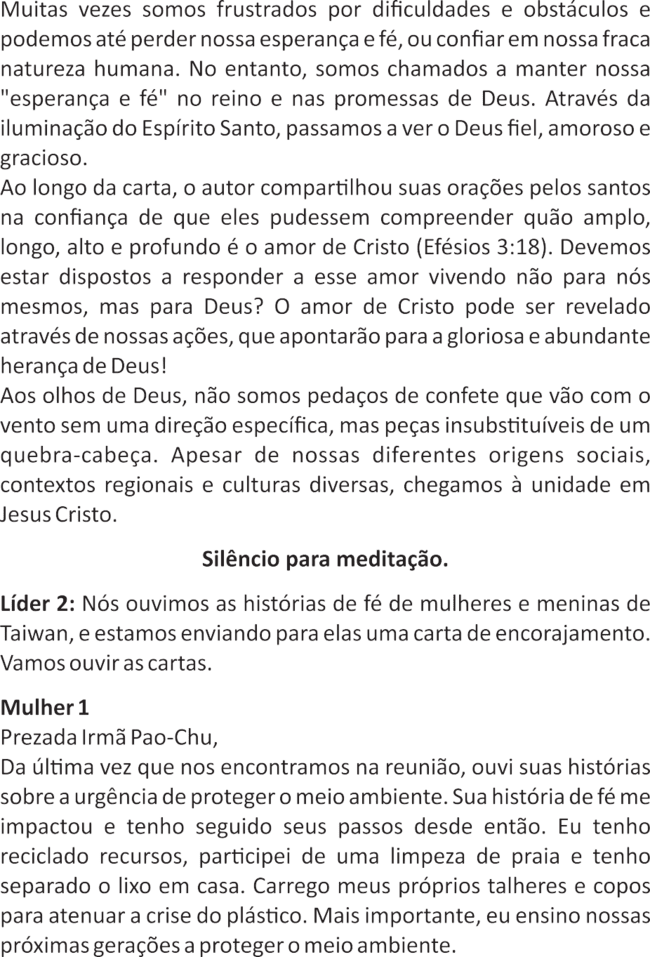 Muitas vezes somos frustrados por dificuldades e obstáculos e
podemos até perder nossa esperança e fé, ou confiar em nossa fraca
natureza humana. No entanto, somos chamados a manter nossa
"esperança e fé" no reino e nas promessas de Deus. Através da
iluminação do Espírito Santo, passamos a ver o Deus fiel, amoroso e
gracioso.
Ao longo da carta, o autor compartilhou suas orações pelos santos
na confiança de que eles pudessem compreender quão amplo,
longo, alto e profundo é o amor de Cristo (Efésios 3:18). Devemos
estar dispostos a responder a esse amor vivendo não para nós
mesmos, mas para Deus? O amor de Cristo pode ser revelado
através de nossas ações, que apontarão para a gloriosa e abundante
herança de Deus!
Aos olhos de Deus, não somos pedaços de confete que vão com o
vento sem uma direção específica, mas peças insubstituíveis de um
quebra-cabeça. Apesar de nossas diferentes origens sociais,
contextos regionais e culturas diversas, chegamos à unidade em
Jesus Cristo.
Silêncio para meditação.
Líder 2: Nós ouvimos as histórias de fé de mulheres e meninas de
Taiwan, e estamos enviando para elas uma carta de encorajamento.
Vamos ouvir as cartas.
Mulher 1
Prezada Irmã Pao-Chu,
Da última vez que nos encontramos na reunião, ouvi suas histórias
sobre a urgência de proteger o meio ambiente. Sua história de fé me
impactou e tenho seguido seus passos desde então. Eu tenho
reciclado recursos, participei de uma limpeza de praia e tenho
separado o lixo em casa. Carrego meus próprios talheres e copos
para atenuar a crise do plástico. Mais importante, eu ensino nossas
próximas gerações a proteger o meio ambiente.